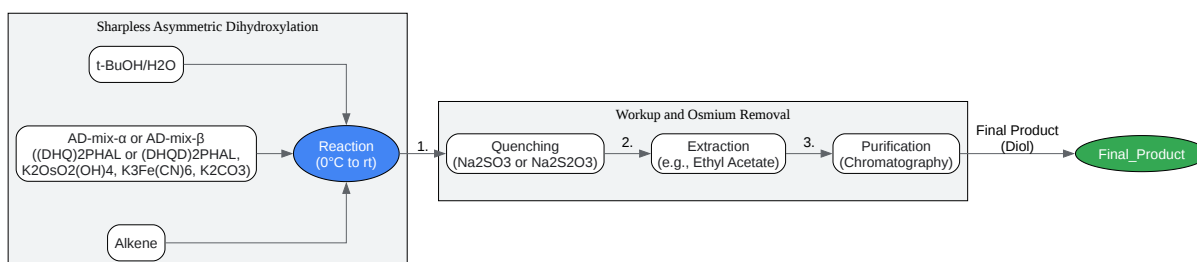 Sharpless Asymmetric Dihydroxylation
t-BuOH/H2O
AD-mix-α or AD-mix-β
((DHQ)2PHAL or (DHQD)2PHAL,
K2OsO2(OH)4, K3Fe(CN)6, K2CO3)
Alkene
Reaction
(0°C to rt)
1.
Workup and Osmium Removal
Quenching
(Na2SO3 or Na2S2O3)
2.
Extraction
(e.g., Ethyl Acetate)
3.
Purification
(Chromatography)
Final Product
(Diol)
Final_Product